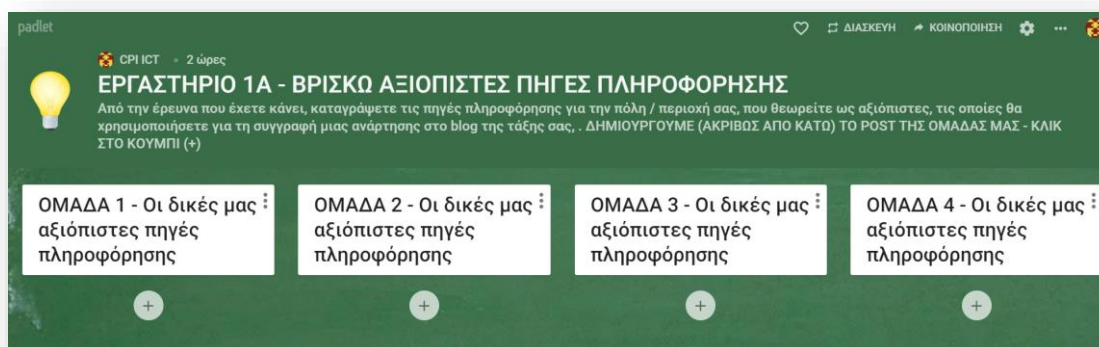 padlet
ΔΙΑΣΚΕΥΗ
ΚΟΙΝΟΠΟΙΗΣΗ
CPI ICT • 2 ώρες
ΕΡΓΑΣΤΗΡΙΟ 1Α - ΒΡΙΣΚΩ ΑΞΙΟΠΙΣΤΕΣ ΠΗΓΕΣ ΠΛΗΡΟΦΟΡΗΣΗΣ
Από την έρευνα που έχετε κάνει, καταγράψετε τις πηγές πληροφόρησης για την πόλη / περιοχή σας, που θεωρείτε ως αξιόπιστες, τις οποίες θα
χρησιμοποιήσετε για τη συγγραφή μιας ανάρτησης στο blog της τάξης σας, . ΔΗΜΙΟΥΡΓΟΥΜΕ (ΑΚΡΙΒΩΣ ΑΠΟ ΚΑΤΩ) ΤΟ POST ΤΗΣ ΟΜΑΔΑΣ ΜΑΣ - ΚΛΙΚ
ΣΤΟ ΚΟΥΜΠΙ (+)
ΟΜΑΔΑ 1 - Οι δικές μας
αξιόπιστες πηγές
πληροφόρησης
ΟΜΑΔΑ 2 - Οι δικές μας
αξιόπιστες πηγές
πληροφόρησης
ΟΜΑΔΑ 3 - Οι δικές μας
αξιόπιστες πηγές
πληροφόρησης
ΟΜΑΔΑ 4 - Οι δικές μας
αξιόπιστες πηγές
πληροφόρησης